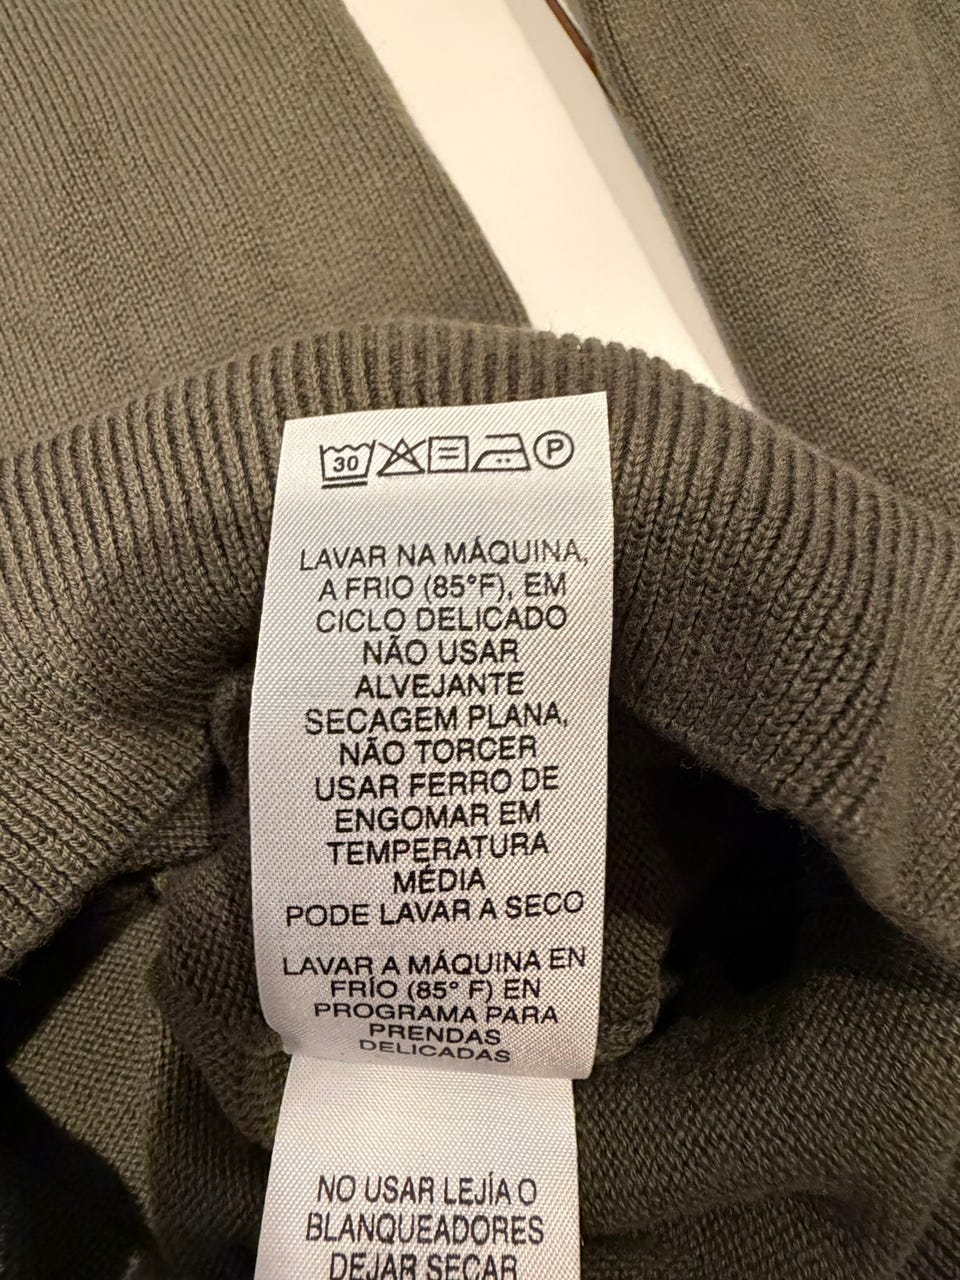 30 P
LAVAR NA MÁQUINA,
A FRIO (85°F), EM
CICLO DELICADO
NÃO USAR
ALVEJANTE
SECAGEM PLANA,
NÃO TORCER
USAR FERRO DE
ENGOMAR EM
TEMPERATURA
MÉDIA
PODE LAVAR A SECO
LAVAR A MÁQUINA EN
FRÍO (85° F) EN
PROGRAMA PARA
PRENDAS
DELICADAS
NO USAR LEJÍA O
BLANQUEADORES
DEJAR SECAR